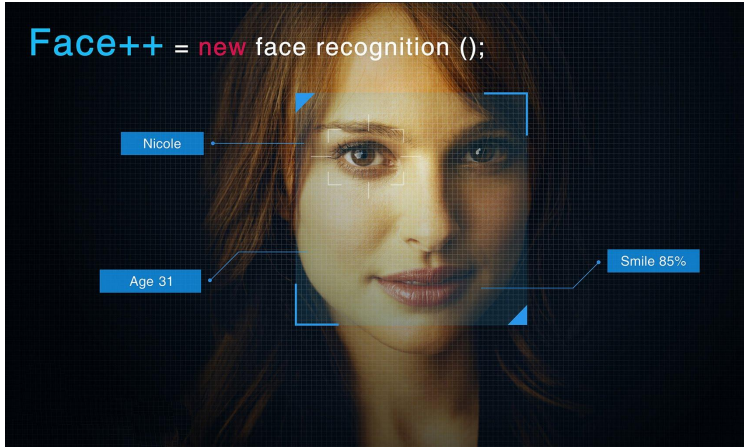 Face++ = new face recognition ();
Nicole
Age 31
Smile 85%